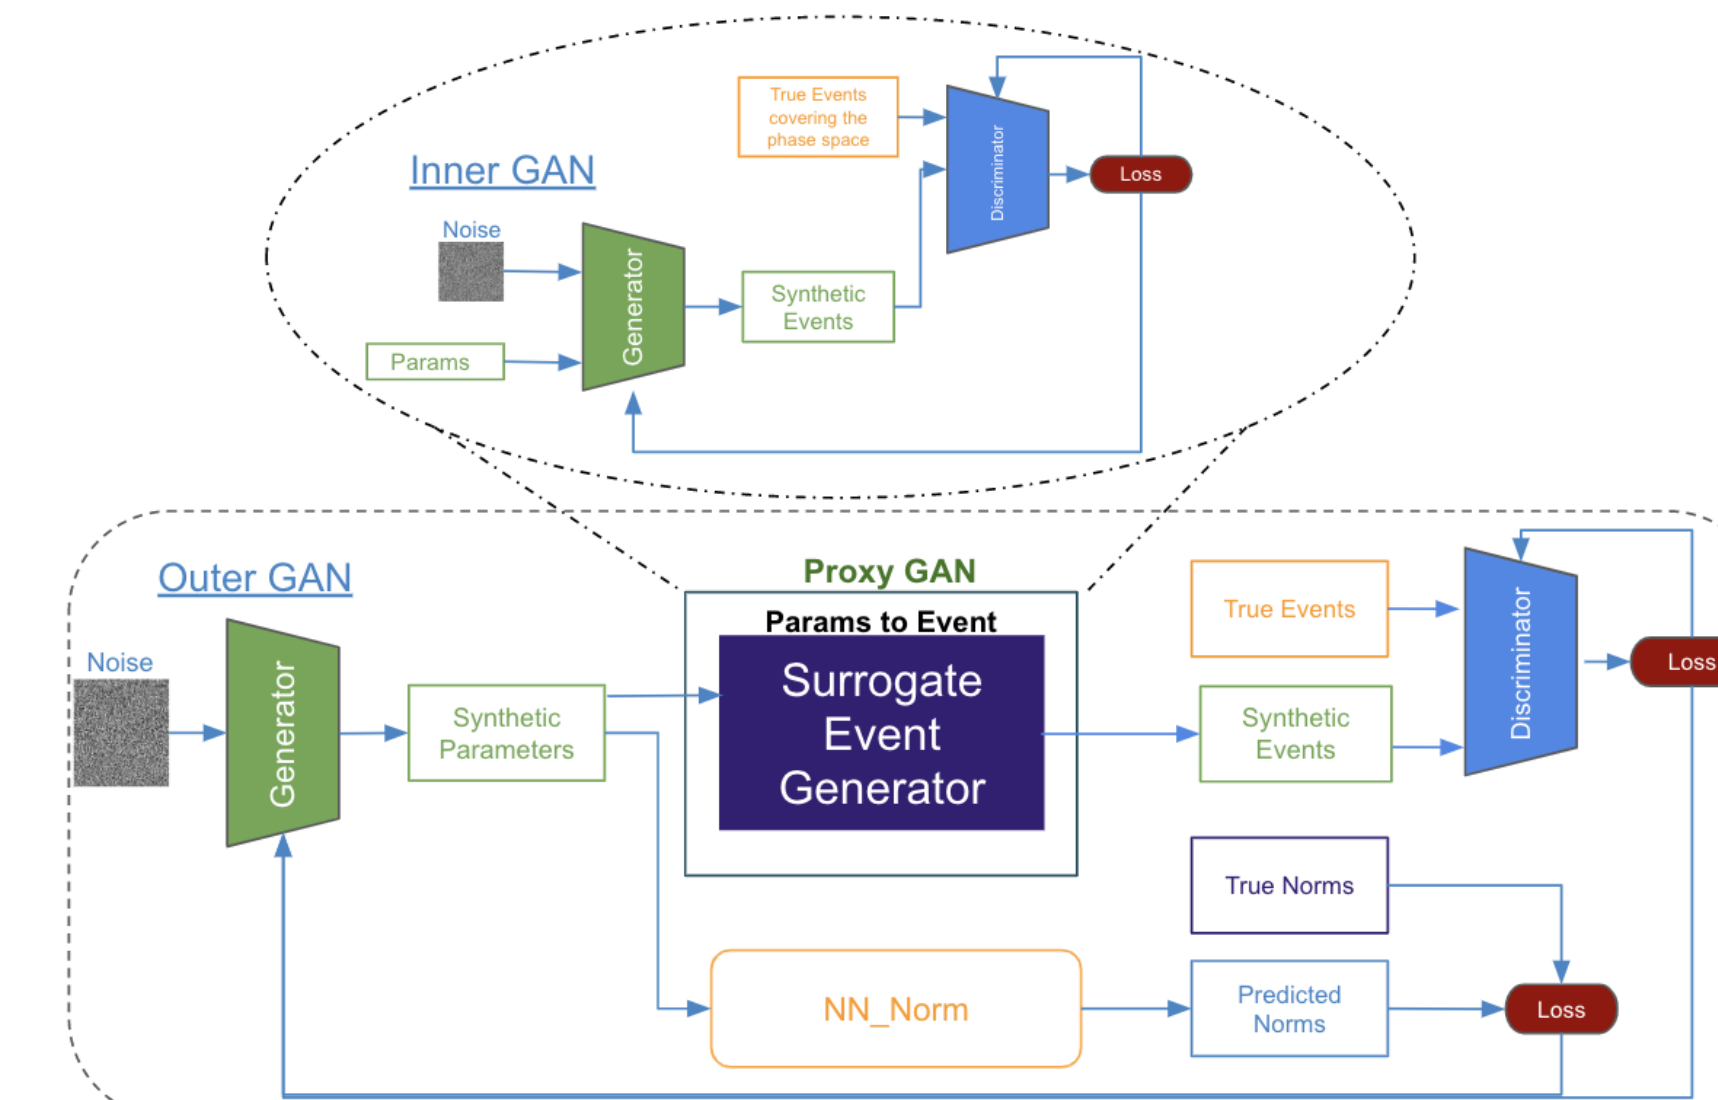 True Events
covering the
phase space
Discriminator
Loss
Inner GAN
Noise
Generator
Synthetic
Events
Params
Outer GAN
Noise
Generator
Synthetic
Parameters
Proxy GAN
Params to Event
Surrogate
Event
Generator
True Events
Synthetic
Events
Discriminator
Loss
True Norms
NN_Norm
Predicted
Norms
Loss